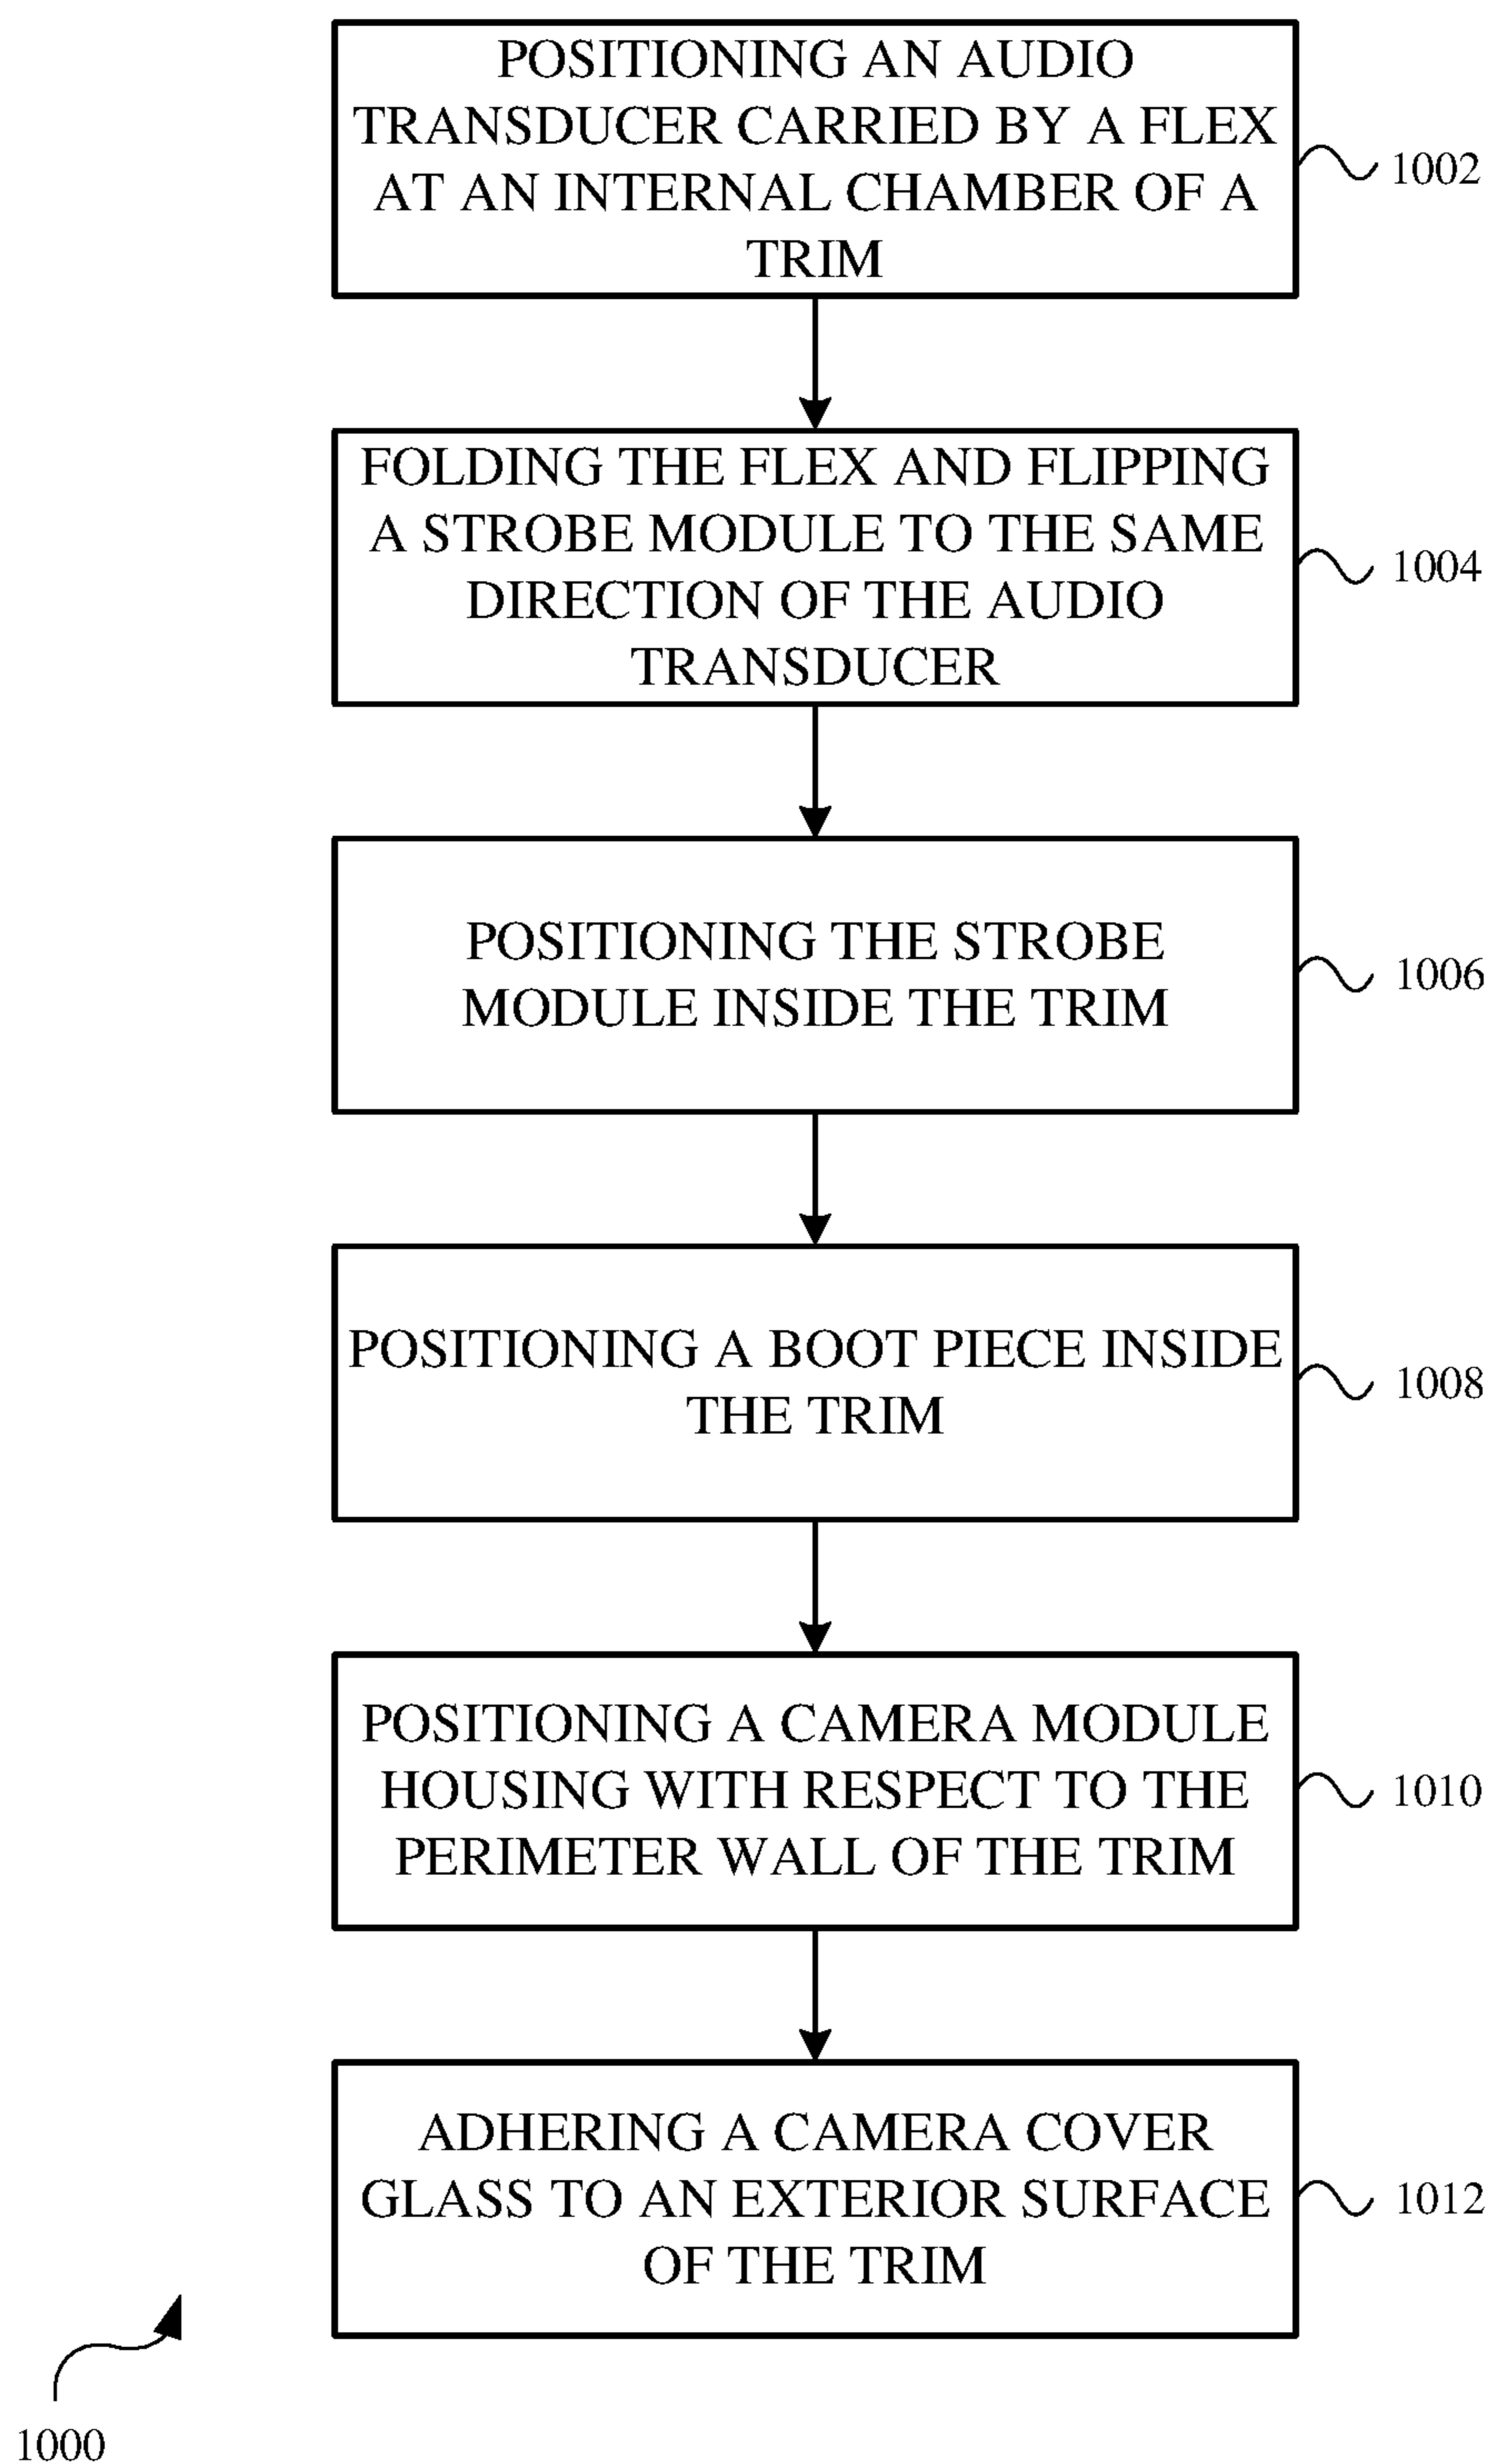 POSITIONING AN AUDIO
TRANSDUCER CARRIED BY A FLEX
AT AN INTERNAL CHAMBER OF A
TRIM
1002
FOLDING THE FLEX AND FLIPPING
A STROBE MODULE TO THE SAME
DIRECTION OF THE AUDIO
TRANSDUCER
1004
POSITIONING THE STROBE
MODULE INSIDE THE TRIM
1006
POSITIONING A BOOT PIECE INSIDE
THE TRIM
1008
POSITIONING A CAMERA MODULE
HOUSING WITH RESPECT TO THE
PERIMETER WALL OF THE TRIM
1010
ADHERING A CAMERA COVER
GLASS TO AN EXTERIOR SURFACE
OF THE TRIM
1012
1000